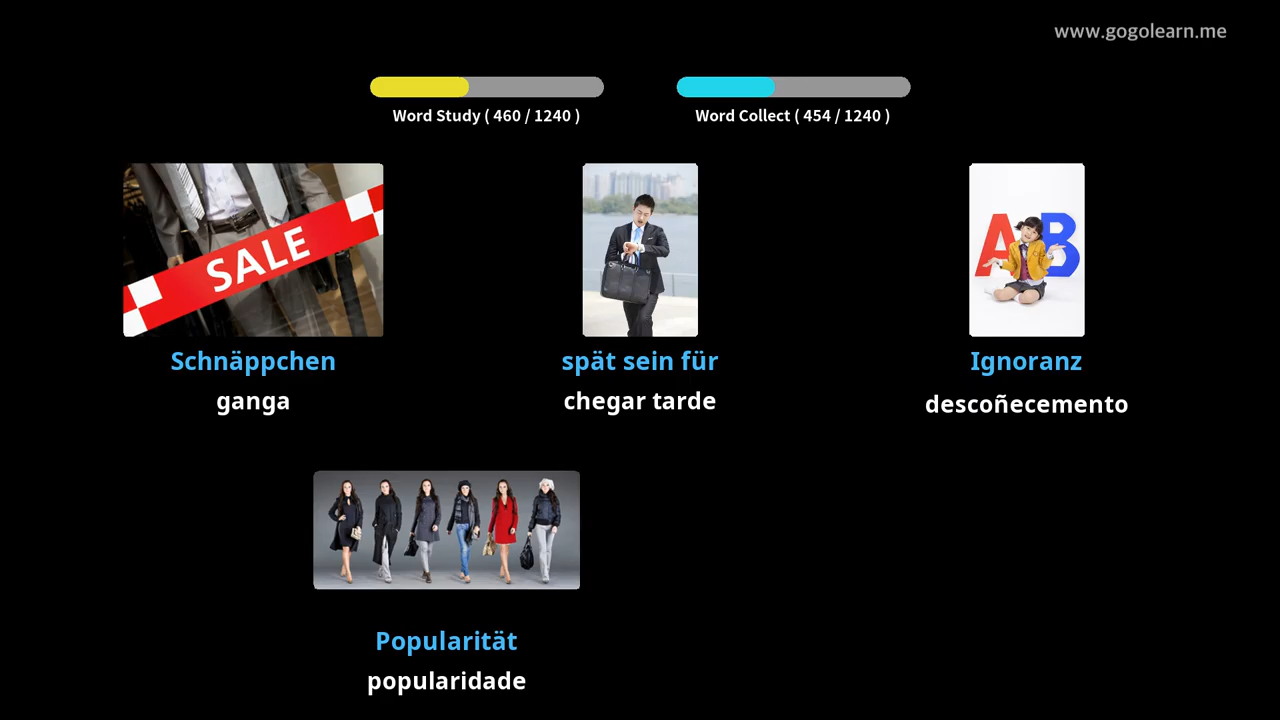 www.gogolearn.me
Word Study ( 460 / 1240 )
Word Collect ( 454 / 1240 )
SALE
A B
Schnäppchen
ganga
spät sein für
chegar tarde
Ignoranz
descoñecemento
Popularität
popularidade